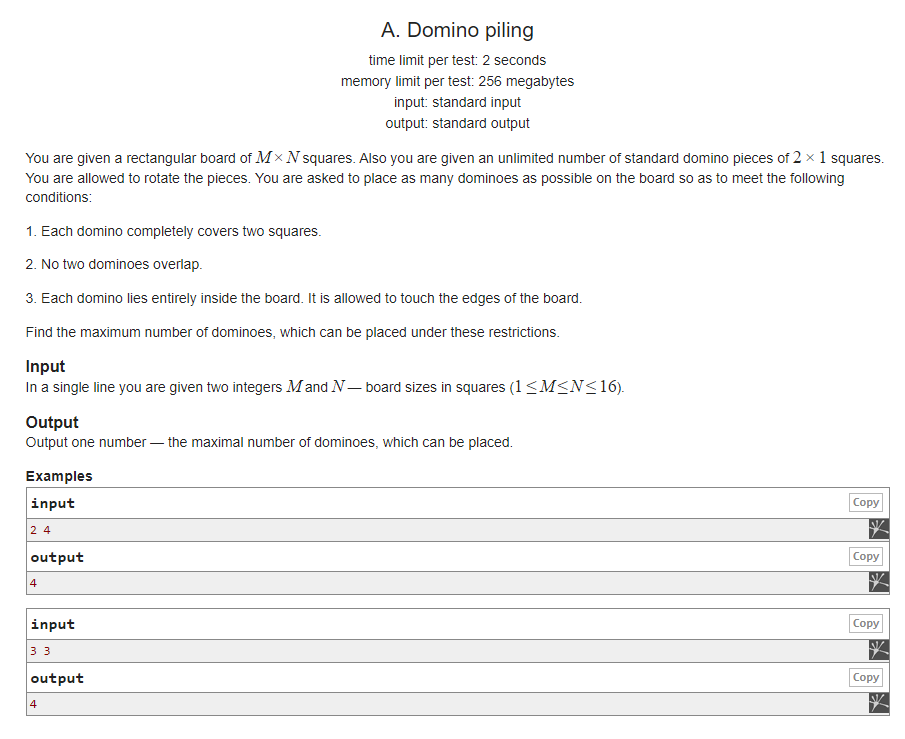 A. Domino piling
time limit per test: 2 seconds
memory limit per test: 256 megabytes
input: standard input
output: standard output
You are given a rectangular board of M × N squares. Also you are given an unlimited number of standard domino pieces of 2 × 1 squares.
You are allowed to rotate the pieces. You are asked to place as many dominoes as possible on the board so as to meet the following
conditions:
1. Each domino completely covers two squares.
2. No two dominoes overlap.
3. Each domino lies entirely inside the board. It is allowed to touch the edges of the board.
Find the maximum number of dominoes, which can be placed under these restrictions.
Input
In a single line you are given two integers M and N — board sizes in squares (1 ≤ M ≤ N ≤ 16).
Output
Output one number — the maximal number of dominoes, which can be placed.
Examples
input Copy
2 4
output Copy
4
input Copy
3 3
output Copy
4